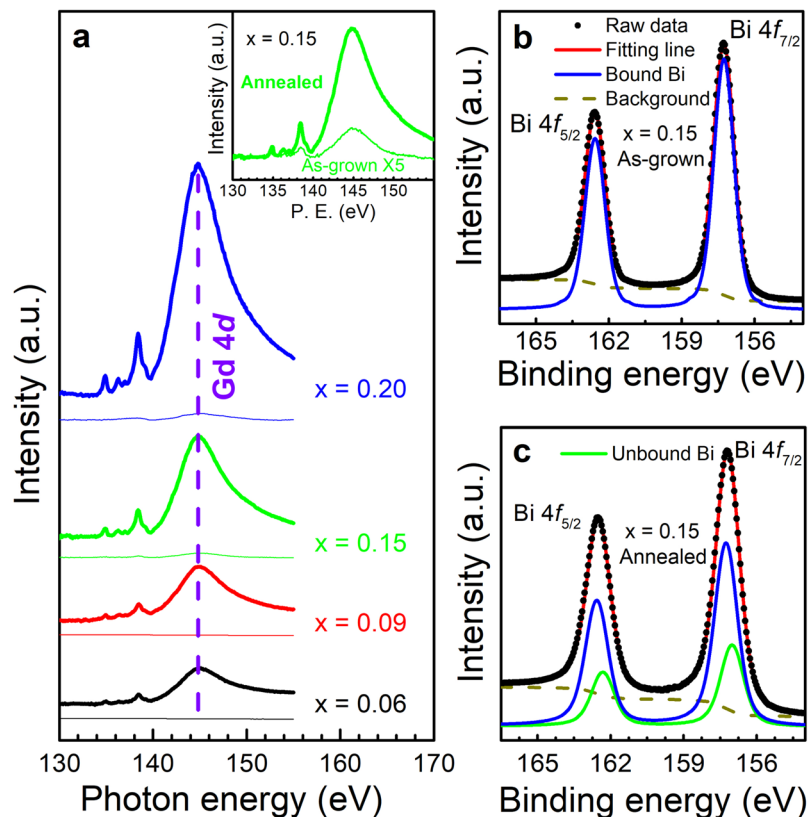 a
x = 0.15
Annealed
As-grown X5
Intensity (a.u.)
130 135 140 145 150
P. E. (eV)
Gd 4d
x = 0.20
x = 0.15
x = 0.09
x = 0.06
Intensity (a.u.)
130 140 150 160 170
Photon energy (eV)
b
Raw data
Fitting line
Bound Bi
Background
Bi 4f7/2
Bi 4f5/2
x = 0.15
As-grown
Intensity (a.u.)
165 162 159 156
Binding energy (eV)
c
Unbound Bi
Bi 4f7/2
Bi 4f5/2
x = 0.15
Annealed
Intensity (a.u.)
165 162 159 156
Binding energy (eV)